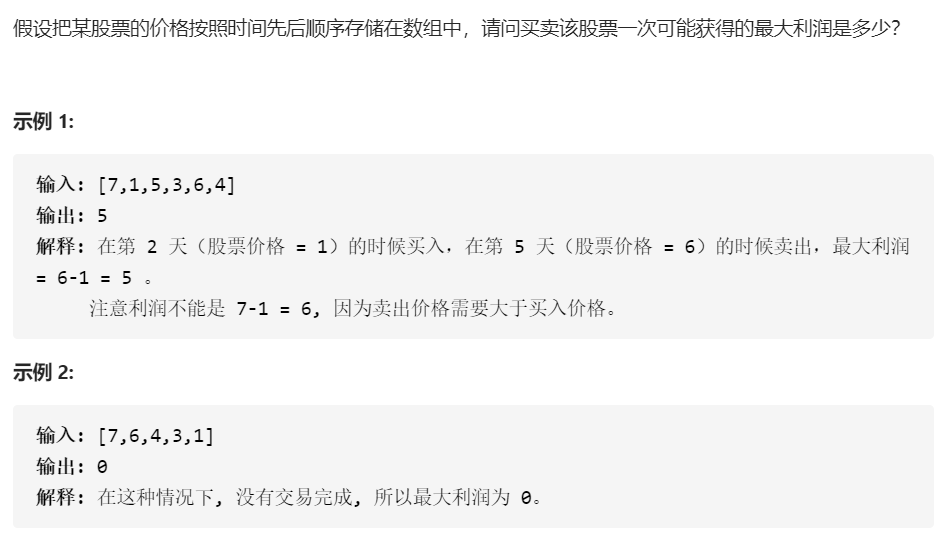 假设把某股票的价格按照时间先后顺序存储在数组中，请问买卖该股票一次可能获得的最大利润是多少？
示例 1:
输入: [7,1,5,3,6,4]
输出: 5
解释: 在第 2 天（股票价格 = 1）的时候买入，在第 5 天（股票价格 = 6）的时候卖出，最大利润
= 6-1 = 5 。
注意利润不能是 7-1 = 6, 因为卖出价格需要大于买入价格。
示例 2:
输入: [7,6,4,3,1]
输出: 0
解释: 在这种情况下, 没有交易完成, 所以最大利润为 0。